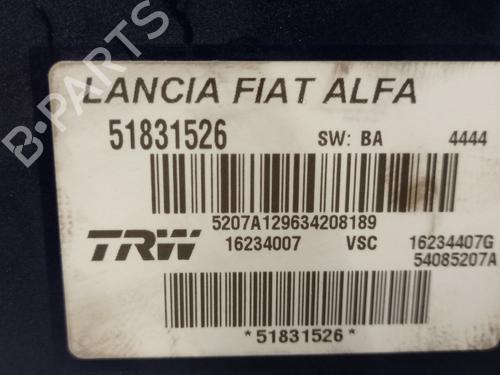 LANCIA FIAT ALFA
51831526 SW: BA 4444
5207A129634208189
TRW 16234007 VSC 16234407G
54085207A
*51831526*
B-PARTS